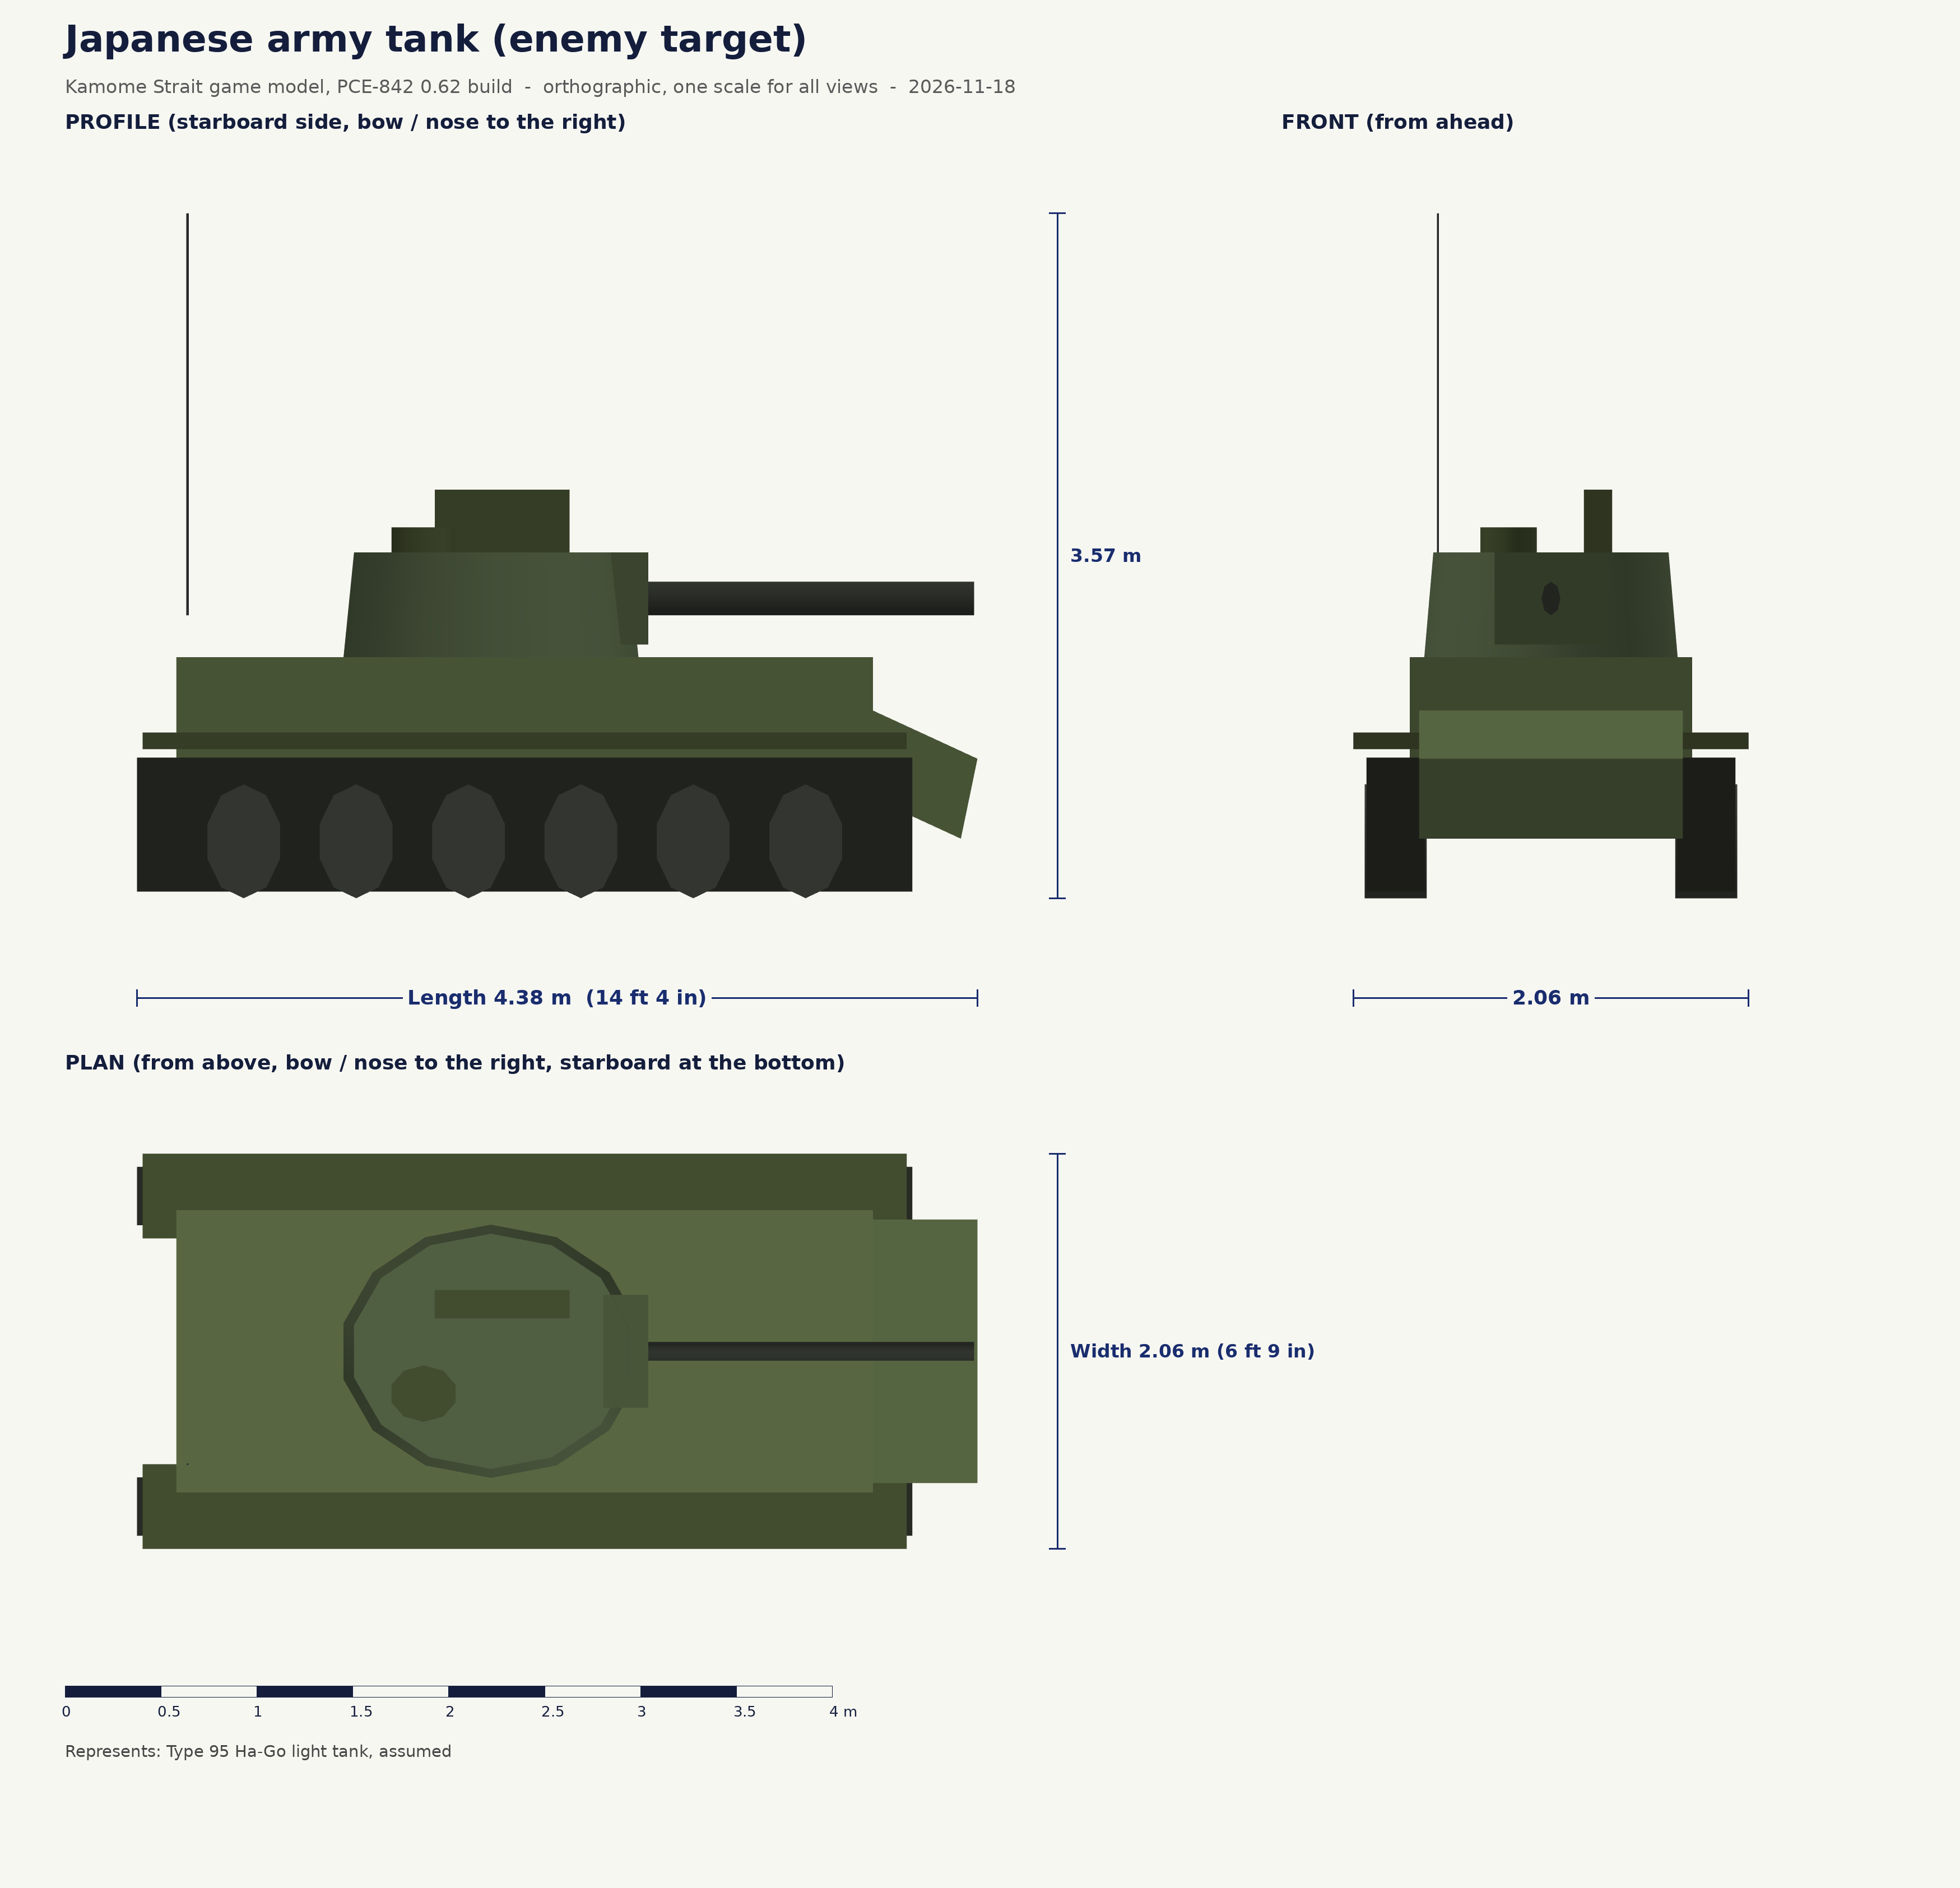 Japanese army tank (enemy target)
Kamome Strait game model, PCE-842 0.62 build - orthographic, one scale for all views - 2026-11-18
PROFILE (starboard side, bow / nose to the right)
FRONT (from ahead)
3.57 m
Length 4.38 m (14 ft 4 in)
2.06 m
PLAN (from above, bow / nose to the right, starboard at the bottom)
Width 2.06 m (6 ft 9 in)
0 0.5 1 1.5 2 2.5 3 3.5 4 m
Represents: Type 95 Ha-Go light tank, assumed